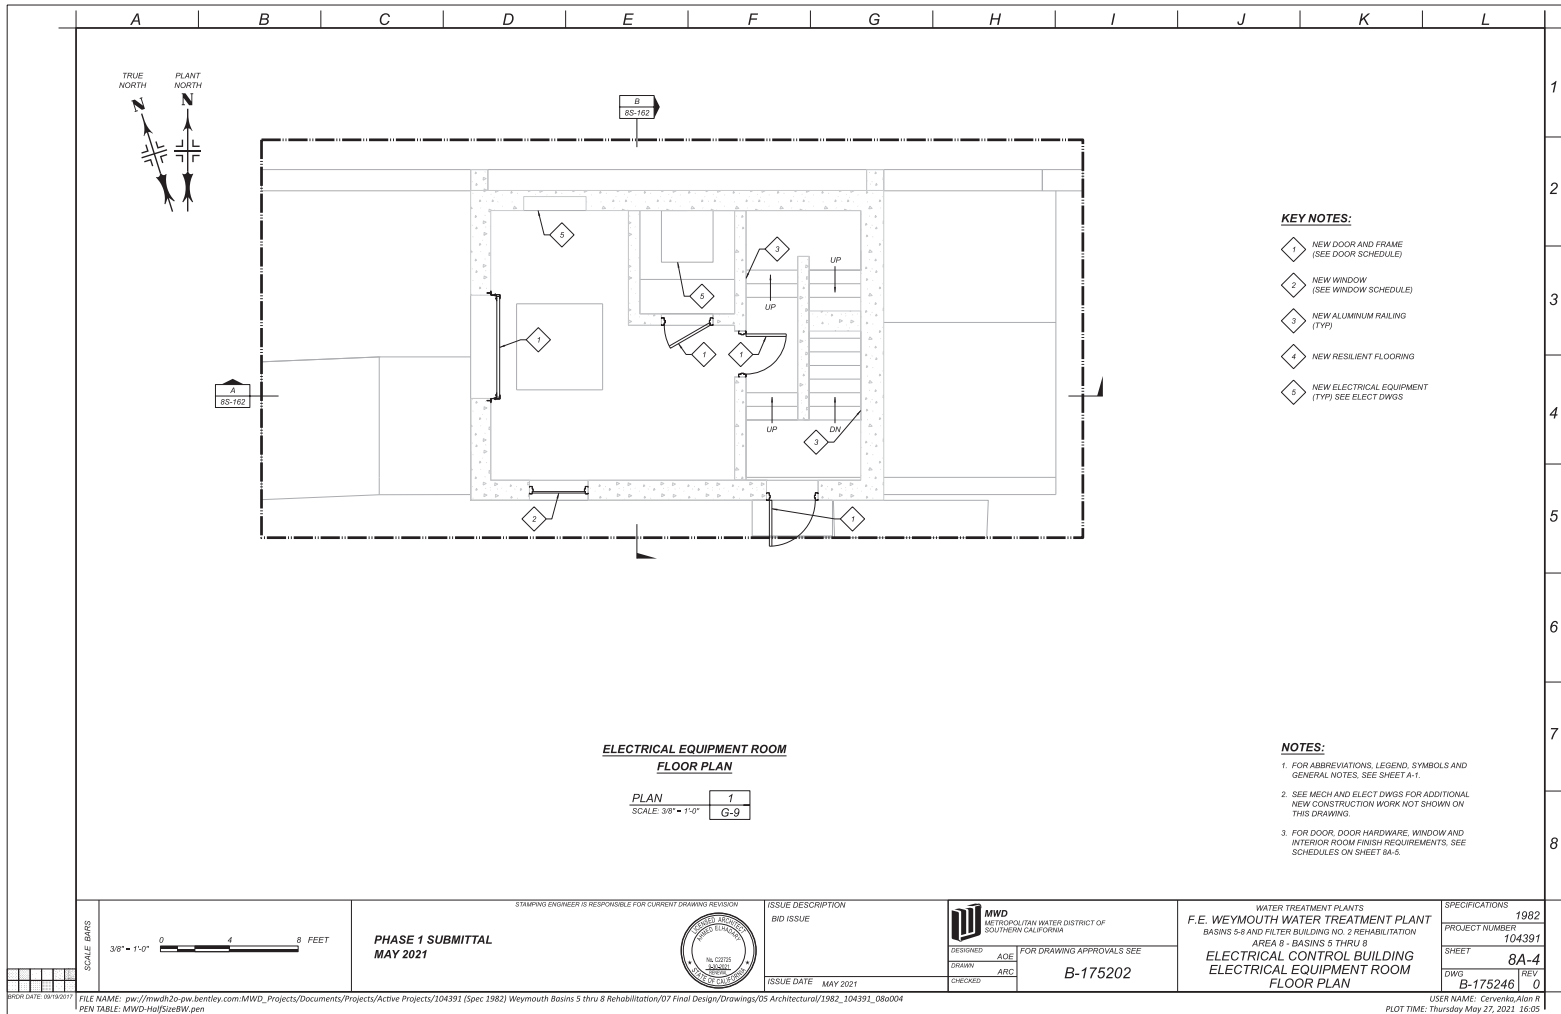 A B C D E F G H I J K L
TRUE
NORTH
PLANT
NORTH
N
N
B
8S-162
1
2
3
4
5
6
7
8
5
3
UP
UP
5
1
1
1
A
8S-162
UP
DN
3
2
1
KEY NOTES:
1 NEW DOOR AND FRAME
(SEE DOOR SCHEDULE)
2 NEW WINDOW
(SEE WINDOW SCHEDULE)
3 NEW ALUMINUM RAILING
(TYP)
4 NEW RESILIENT FLOORING
5 NEW ELECTRICAL EQUIPMENT
(TYP) SEE ELECT DWGS
ELECTRICAL EQUIPMENT ROOM
FLOOR PLAN
PLAN 1
SCALE: 3/8" = 1'-0" G-9
NOTES:
1. FOR ABBREVIATIONS, LEGEND, SYMBOLS AND
GENERAL NOTES, SEE SHEET A-1.
2. SEE MECH AND ELECT DWGS FOR ADDITIONAL
NEW CONSTRUCTION WORK NOT SHOWN ON
THIS DRAWING.
3. FOR DOOR, DOOR HARDWARE, WINDOW AND
INTERIOR ROOM FINISH REQUIREMENTS, SEE
SCHEDULES ON SHEET 8A-5.
SCALE BARS
3/8" = 1'-0" 0 4 8 FEET
PHASE 1 SUBMITTAL
MAY 2021
STAMPING ENGINEER IS RESPONSIBLE FOR CURRENT DRAWING REVISION
LICENSED ARCHITECT
AHMED ELHADARY
No. C22725
9-30-2021
RENEWAL
STATE OF CALIFORNIA
ISSUE DESCRIPTION
BID ISSUE
ISSUE DATE MAY 2021
MWD
METROPOLITAN WATER DISTRICT OF
SOUTHERN CALIFORNIA
DESIGNED AOE
DRAWN ARC
CHECKED
FOR DRAWING APPROVALS SEE
B-175202
WATER TREATMENT PLANTS
F.E. WEYMOUTH WATER TREATMENT PLANT
BASINS 5-8 AND FILTER BUILDING NO. 2 REHABILITATION
AREA 8 - BASINS 5 THRU 8
ELECTRICAL CONTROL BUILDING
ELECTRICAL EQUIPMENT ROOM
FLOOR PLAN
SPECIFICATIONS
1982
PROJECT NUMBER
104391
SHEET
8A-4
DWG REV
B-175246 0
BRDR DATE: 09/19/2017
FILE NAME: pw://mwdh2o-pw.bentley.com:MWD_Projects/Documents/Projects/Active Projects/104391 (Spec 1982) Weymouth Basins 5 thru 8 Rehabilitation/07 Final Design/Drawings/05 Architectural/1982_104391_08a004
PEN TABLE: MWD-HalfSizeBW.pen
USER NAME: Cervenka,Alan R
PLOT TIME: Thursday May 27, 2021 16:05